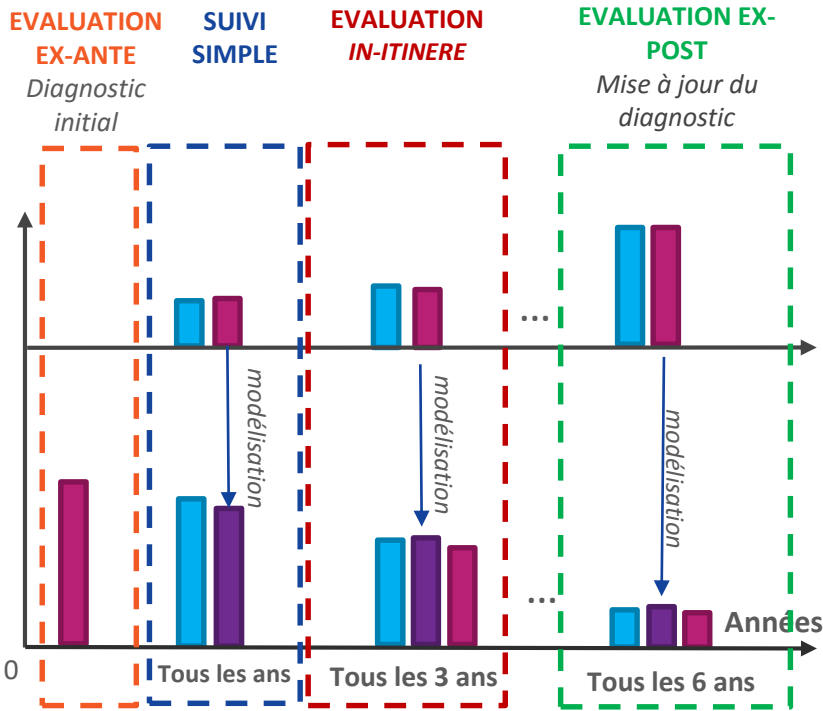 EVALUATION
EX-ANTE
Diagnostic
initial
SUIVI
SIMPLE
EVALUATION
IN-ITINERE
EVALUATION EX-
POST
Mise à jour du
diagnostic
...
modélisation
modélisation
modélisation
...
Années
0
Tous les ans
Tous les 3 ans
Tous les 6 ans